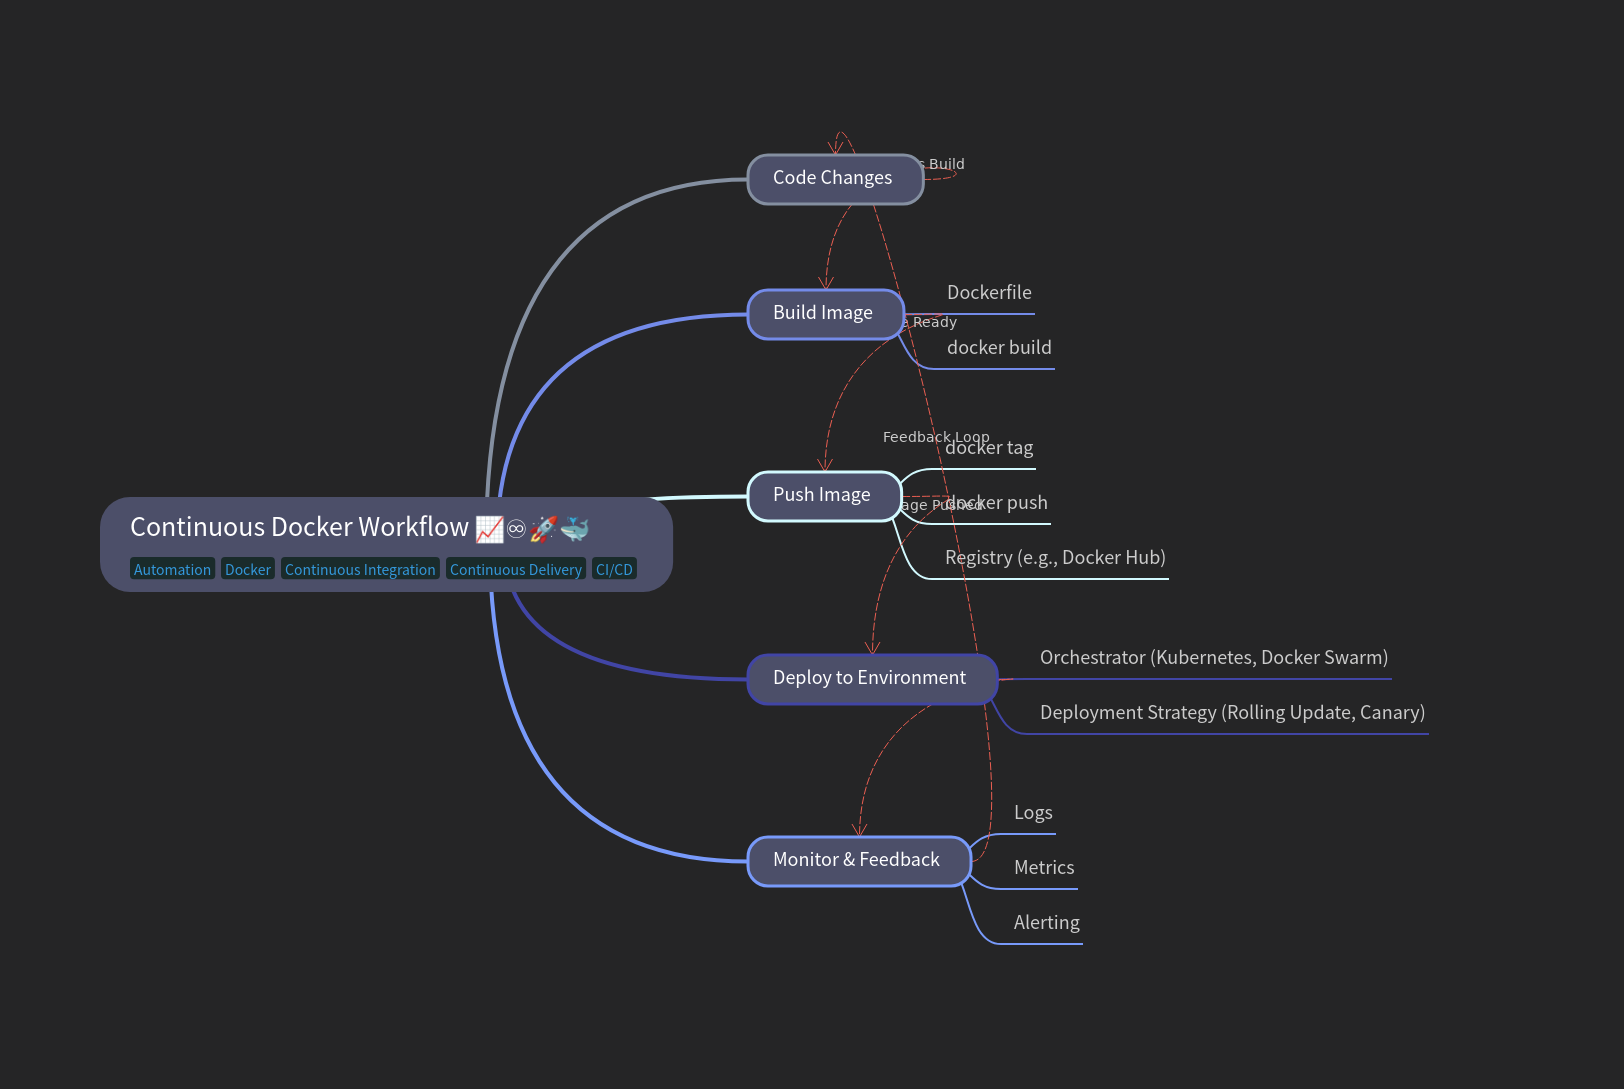 Code Changes
s Build
Build Image
Dockerfile
Ready
docker build
Feedback Loop
docker tag
Push Image
docker push
age Pushed
Registry (e.g., Docker Hub)
Continuous Docker Workflow 📈♾🚀🐳
Automation Docker Continuous Integration Continuous Delivery CI/CD
Deploy to Environment
Orchestrator (Kubernetes, Docker Swarm)
Deployment Strategy (Rolling Update, Canary)
Monitor & Feedback
Logs
Metrics
Alerting